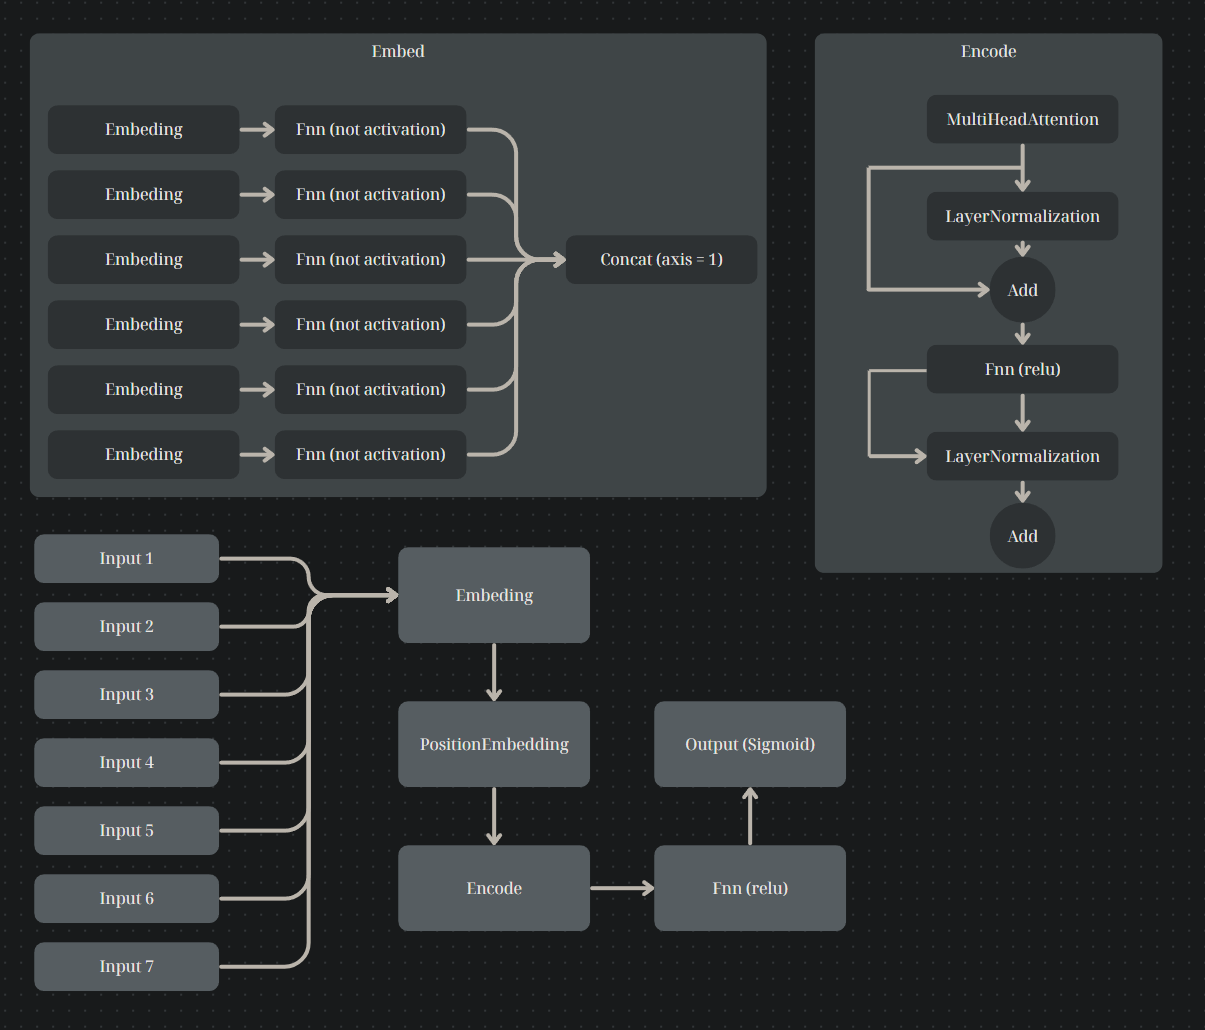 Embed
Embeding
Fnn (not activation)
Embeding
Fnn (not activation)
Embeding
Fnn (not activation)
Concat (axis = 1)
Embeding
Fnn (not activation)
Embeding
Fnn (not activation)
Embeding
Fnn (not activation)
Encode
MultiHeadAttention
LayerNormalization
Add
Fnn (relu)
LayerNormalization
Add
Input 1
Input 2
Input 3
Input 4
Input 5
Input 6
Input 7
Embeding
PositionEmbedding
Encode
Fnn (relu)
Output (Sigmoid)